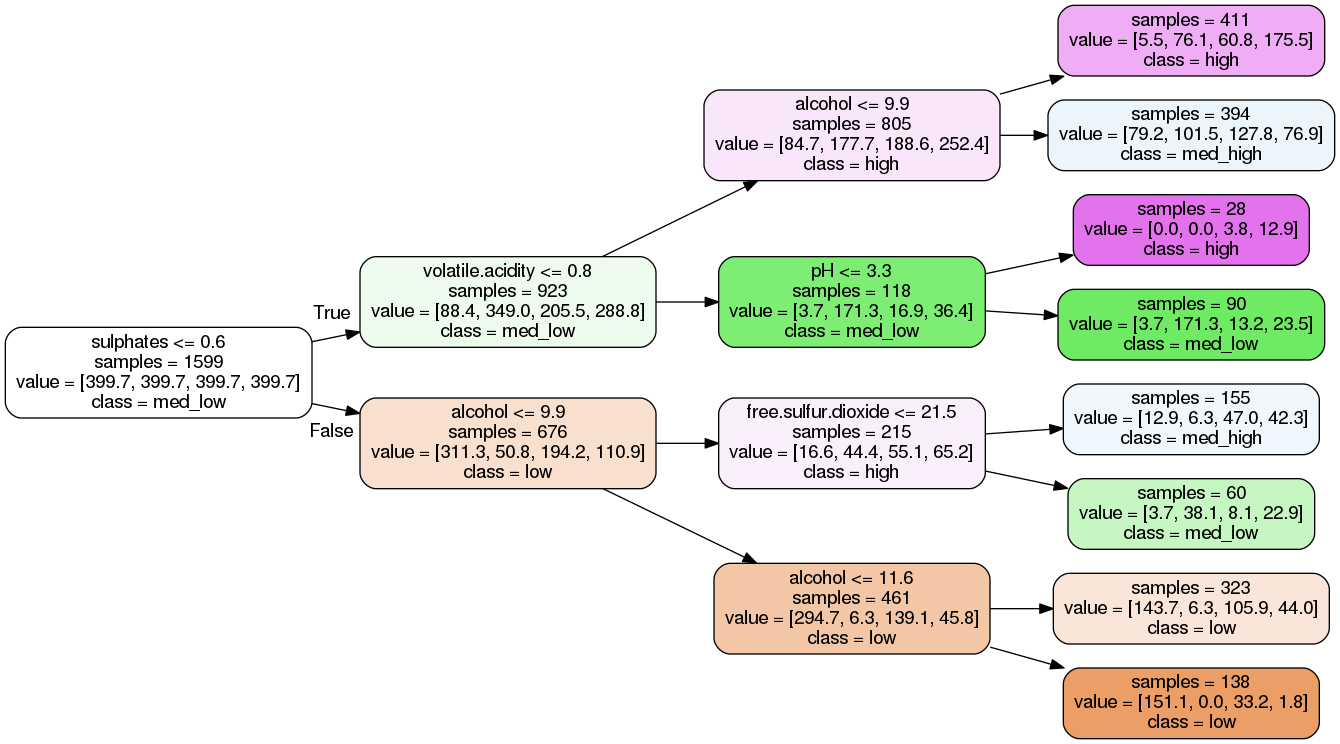 sulphates <= 0.6
samples = 1599
value = [399.7, 399.7, 399.7, 399.7]
class = med_low
True
False
volatile.acidity <= 0.8
samples = 923
value = [88.4, 349.0, 205.5, 288.8]
class = med_low
alcohol <= 9.9
samples = 676
value = [311.3, 50.8, 194.2, 110.9]
class = low
alcohol <= 9.9
samples = 805
value = [84.7, 177.7, 188.6, 252.4]
class = high
pH <= 3.3
samples = 118
value = [3.7, 171.3, 16.9, 36.4]
class = med_low
free.sulfur.dioxide <= 21.5
samples = 215
value = [16.6, 44.4, 55.1, 65.2]
class = high
alcohol <= 11.6
samples = 461
value = [294.7, 6.3, 139.1, 45.8]
class = low
samples = 411
value = [5.5, 76.1, 60.8, 175.5]
class = high
samples = 394
value = [79.2, 101.5, 127.8, 76.9]
class = med_high
samples = 28
value = [0.0, 0.0, 3.8, 12.9]
class = high
samples = 90
value = [3.7, 171.3, 13.2, 23.5]
class = med_low
samples = 155
value = [12.9, 6.3, 47.0, 42.3]
class = med_high
samples = 60
value = [3.7, 38.1, 8.1, 22.9]
class = med_low
samples = 323
value = [143.7, 6.3, 105.9, 44.0]
class = low
samples = 138
value = [151.1, 0.0, 33.2, 1.8]
class = low